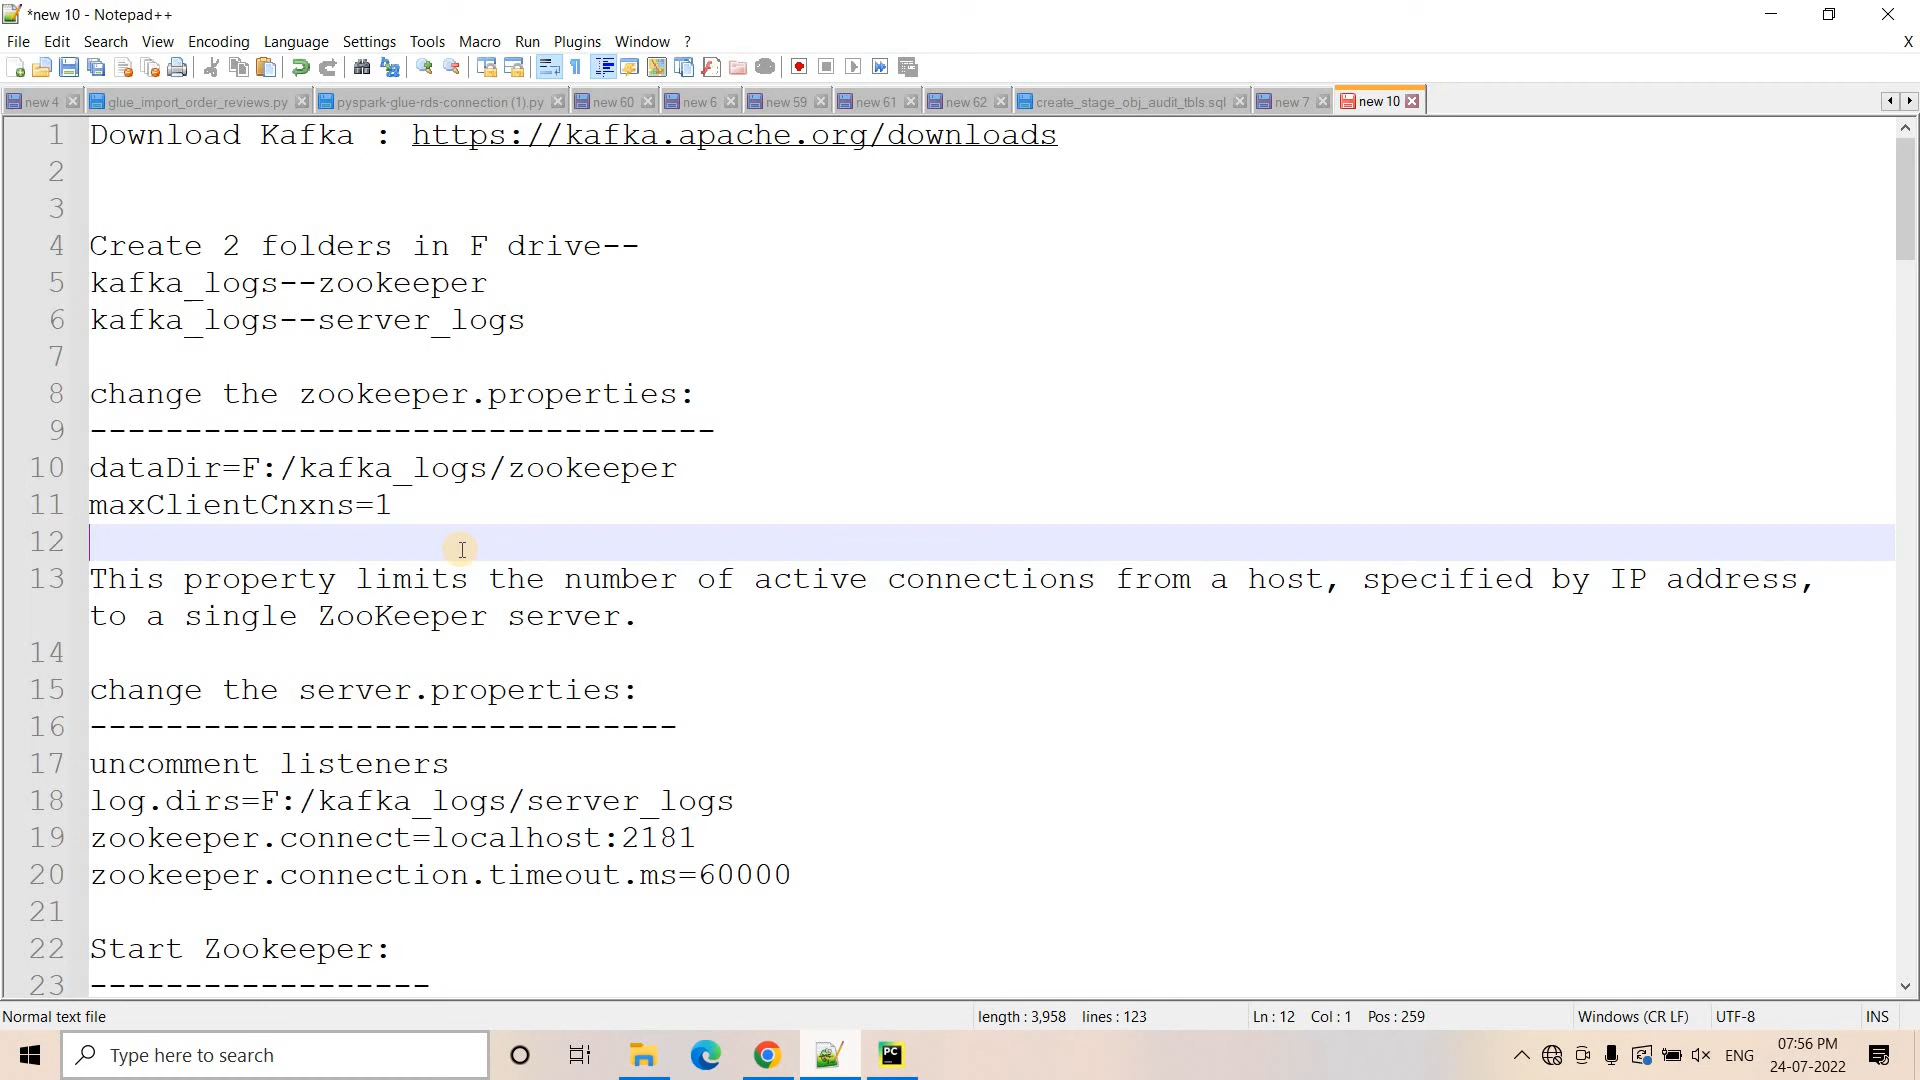 *new 10 - Notepad++
File Edit Search View Encoding Language Settings Tools Macro Run Plugins Window ? X
new 4 glue_import_order_reviews.py pyspark-glue-rds-connection (1).py new 60 new 6 new 59 new 61 new 62 create_stage_obj_audit_tbls.sql new 7 new 10
1 Download Kafka : https://kafka.apache.org/downloads
2
3
4 Create 2 folders in F drive--
5 kafka_logs--zookeeper
6 kafka_logs--server_logs
7
8 change the zookeeper.properties:
9 ---------------------------------
10 dataDir=F:/kafka_logs/zookeeper
11 maxClientCnxns=1
12
13 This property limits the number of active connections from a host, specified by IP address,
to a single ZooKeeper server.
14
15 change the server.properties:
16 -------------------------------
17 uncomment listeners
18 log.dirs=F:/kafka_logs/server_logs
19 zookeeper.connect=localhost:2181
20 zookeeper.connection.timeout.ms=60000
21
22 Start Zookeeper:
23 ------------------
Normal text file length : 3,958 lines : 123 Ln : 12 Col : 1 Pos : 259 Windows (CR LF) UTF-8 INS
Type here to search PC ENG 07:56 PM
24-07-2022